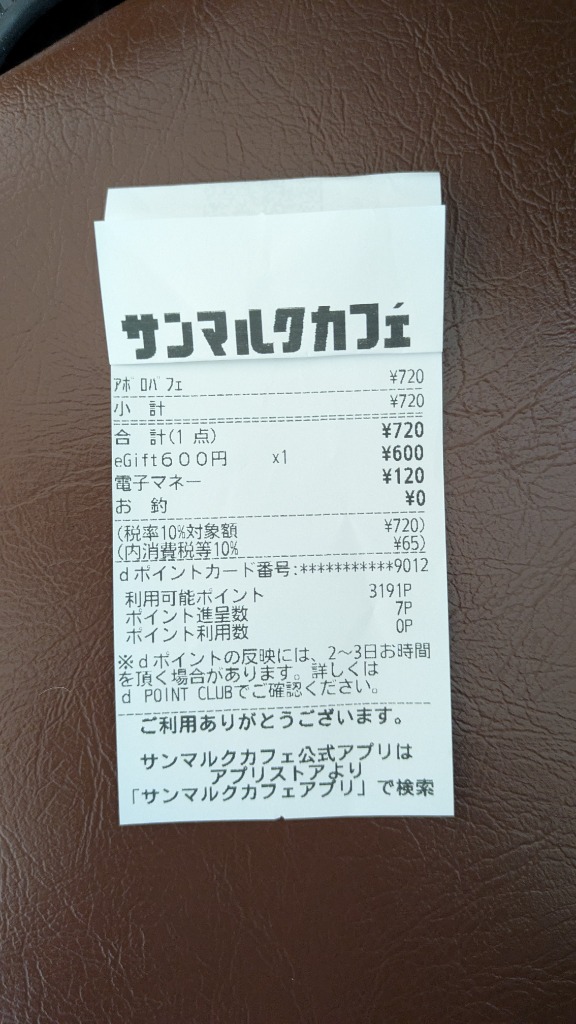 サンマルクカフェ
アポロパフェ ¥720
小 計 ¥720
合 計(1 点) ¥720
eGift600円 x1 ¥600
電子マネー ¥120
お 釣 ¥0
(税率10%対象額 ¥720)
(内消費税等10% ¥65)
dポイントカード番号:***********9012
利用可能ポイント 3191P
ポイント進呈数 7P
ポイント利用数 0P
※dポイントの反映には、2〜3日お時間
を頂く場合があります。詳しくは
d POINT CLUBでご確認ください。
ご利用ありがとうございます。
サンマルクカフェ公式アプリは
アプリストアより
「サンマルクカフェアプリ」で検索